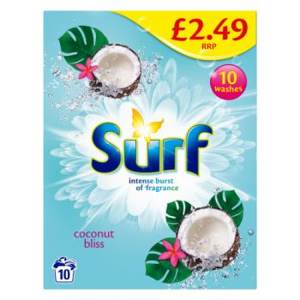 £2.49
RRP
10
washes
Surf
intense burst
of fragrance
coconut
bliss
10